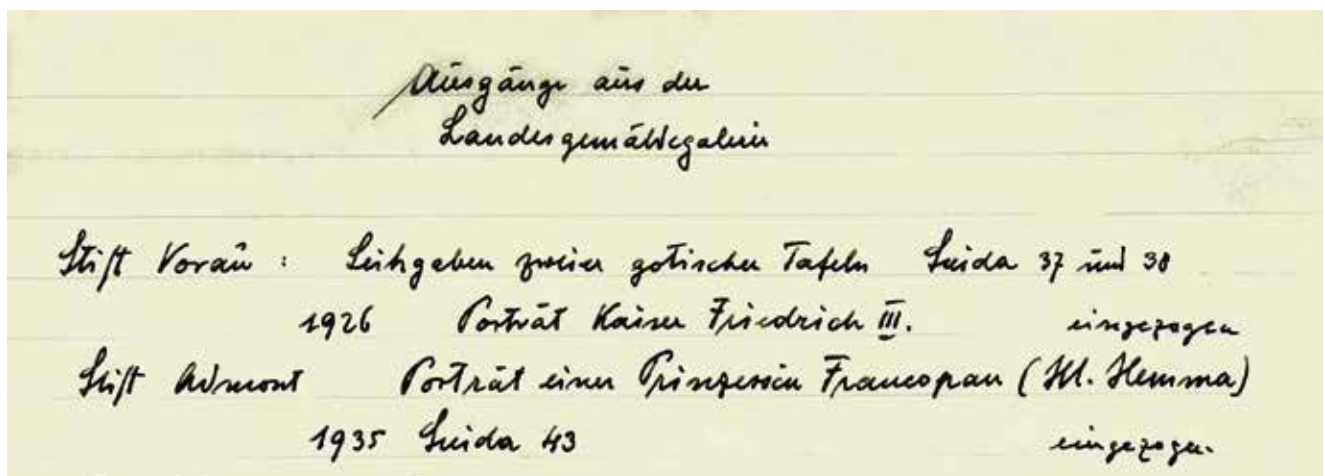 Ausgänge aus der
Landesgemäldegalerie
Stift Vorau : Leihgaben zweier gotischer Tafeln Suida 37 und 38
1926 Porträt Kaiser Friedrich III. eingezogen
Stift Admont Porträt einer Prinzessin Francopan (Hl. Hemma)
1935 Suida 43 eingezogen.